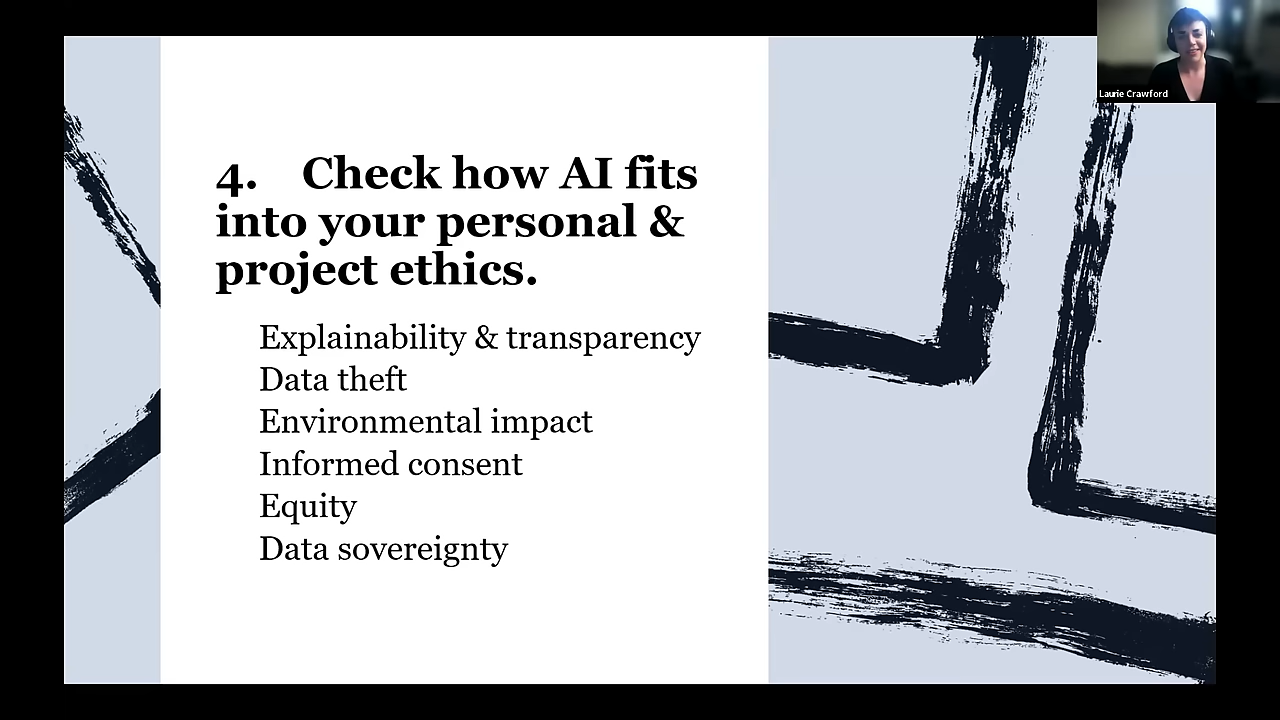 4. Check how AI fits
into your personal &
project ethics.
Explainability & transparency
Data theft
Environmental impact
Informed consent
Equity
Data sovereignty
Laurie Crawford